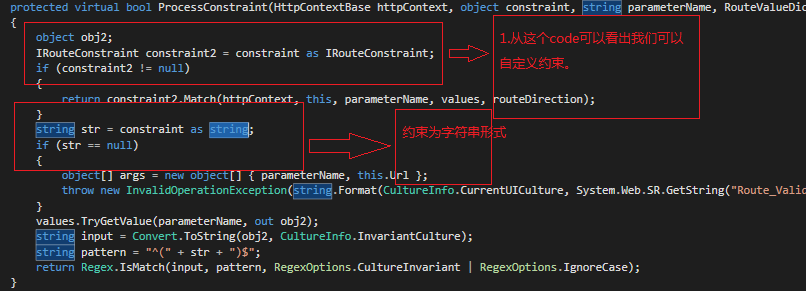 protected virtual bool ProcessConstraint(HttpContextBase httpContext, object constraint, string parameterName, RouteValueDic
{
object obj2;
IRouteConstraint constraint2 = constraint as IRouteConstraint;
if (constraint2 != null)
{
return constraint2.Match(httpContext, this, parameterName, values, routeDirection);
}
string str = constraint as string;
if (str == null)
{
object[] args = new object[] { parameterName, this.Url };
throw new InvalidOperationException(string.Format(CultureInfo.CurrentUICulture, System.Web.SR.GetString("Route_Valid
}
values.TryGetValue(parameterName, out obj2);
string input = Convert.ToString(obj2, CultureInfo.InvariantCulture);
string pattern = "^(" + str + ")$";
return Regex.IsMatch(input, pattern, RegexOptions.CultureInvariant | RegexOptions.IgnoreCase);
}
1.从这个code可以看出我们可以
自定义约束。
约束为字符串形式